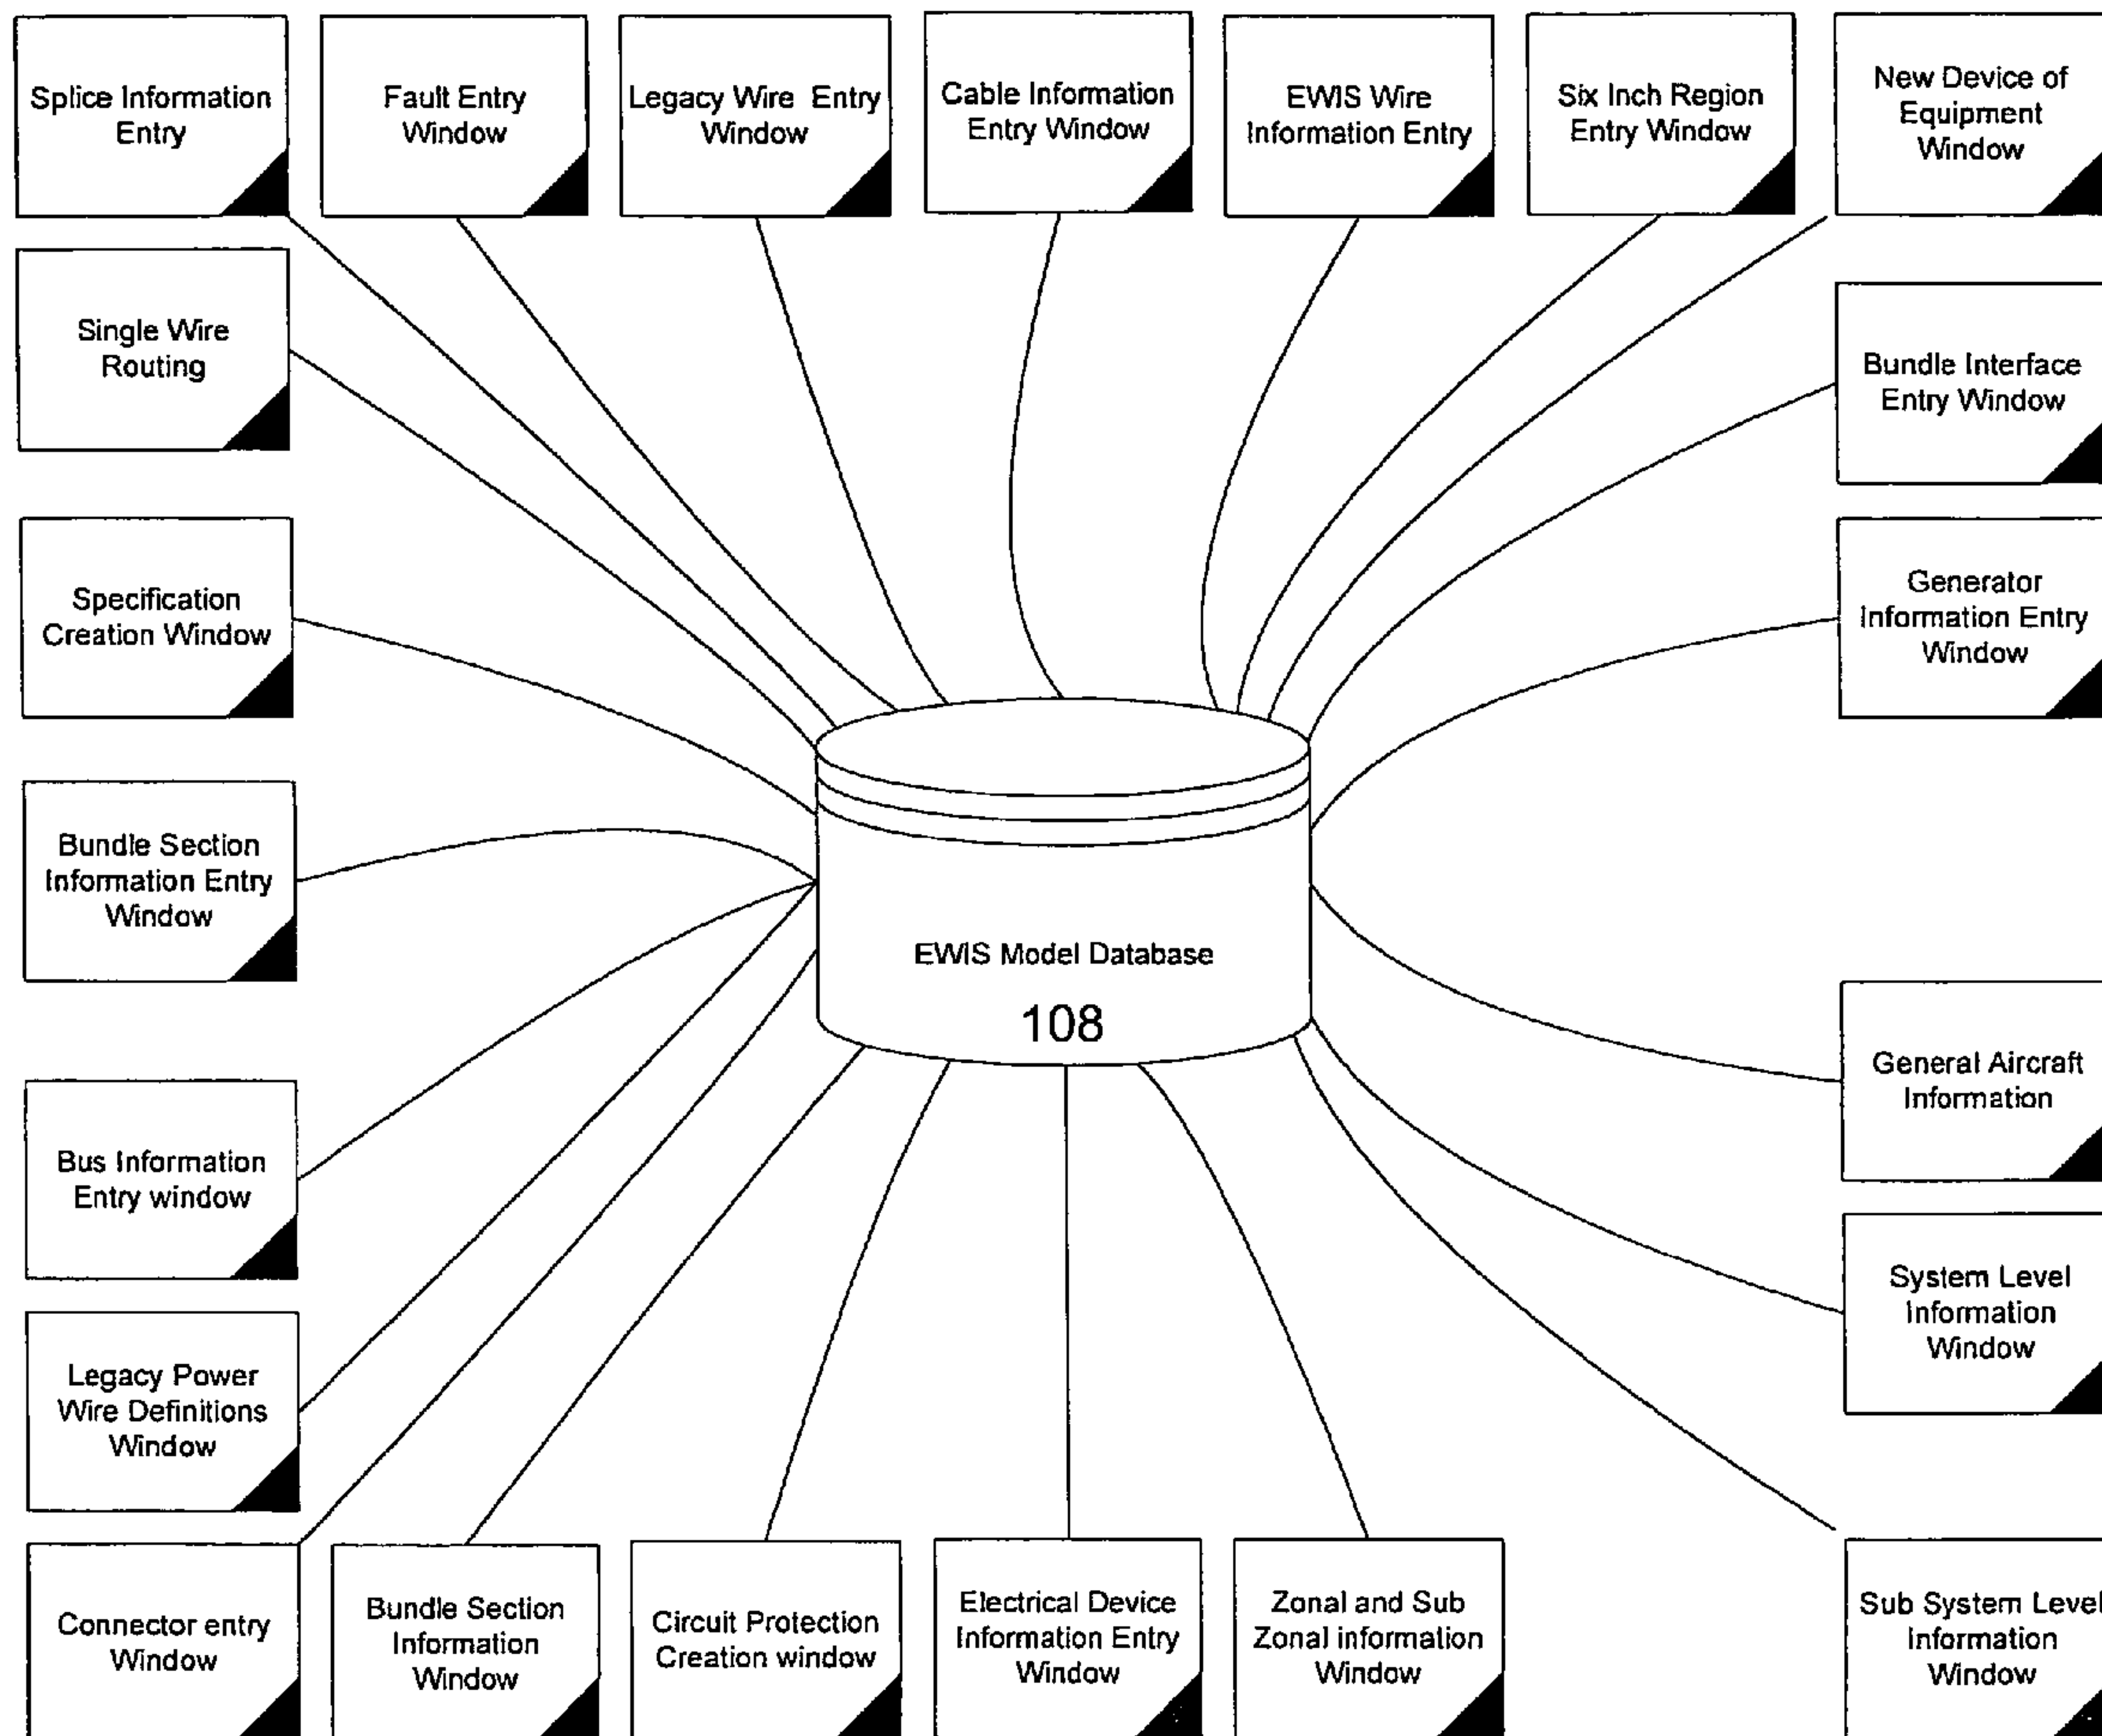 Splice Information
Entry
Fault Entry
Window
Legacy Wire Entry
Window
Cable Information
Entry Window
EWIS Wire
Information Entry
Six Inch Region
Entry Window
New Device of
Equipment
Window
Single Wire
Routing
Bundle Interface
Entry Window
Specification
Creation Window
Generator
Information Entry
Window
Bundle Section
Information Entry
Window
EWIS Model Database
108
General Aircraft
Information
Bus Information
Entry window
System Level
Information
Window
Legacy Power
Wire Definitions
Window
Connector entry
Window
Bundle Section
Information
Window
Circuit Protection
Creation window
Electrical Device
Information Entry
Window
Zonal and Sub
Zonal information
Window
Sub System Level
Information
Window